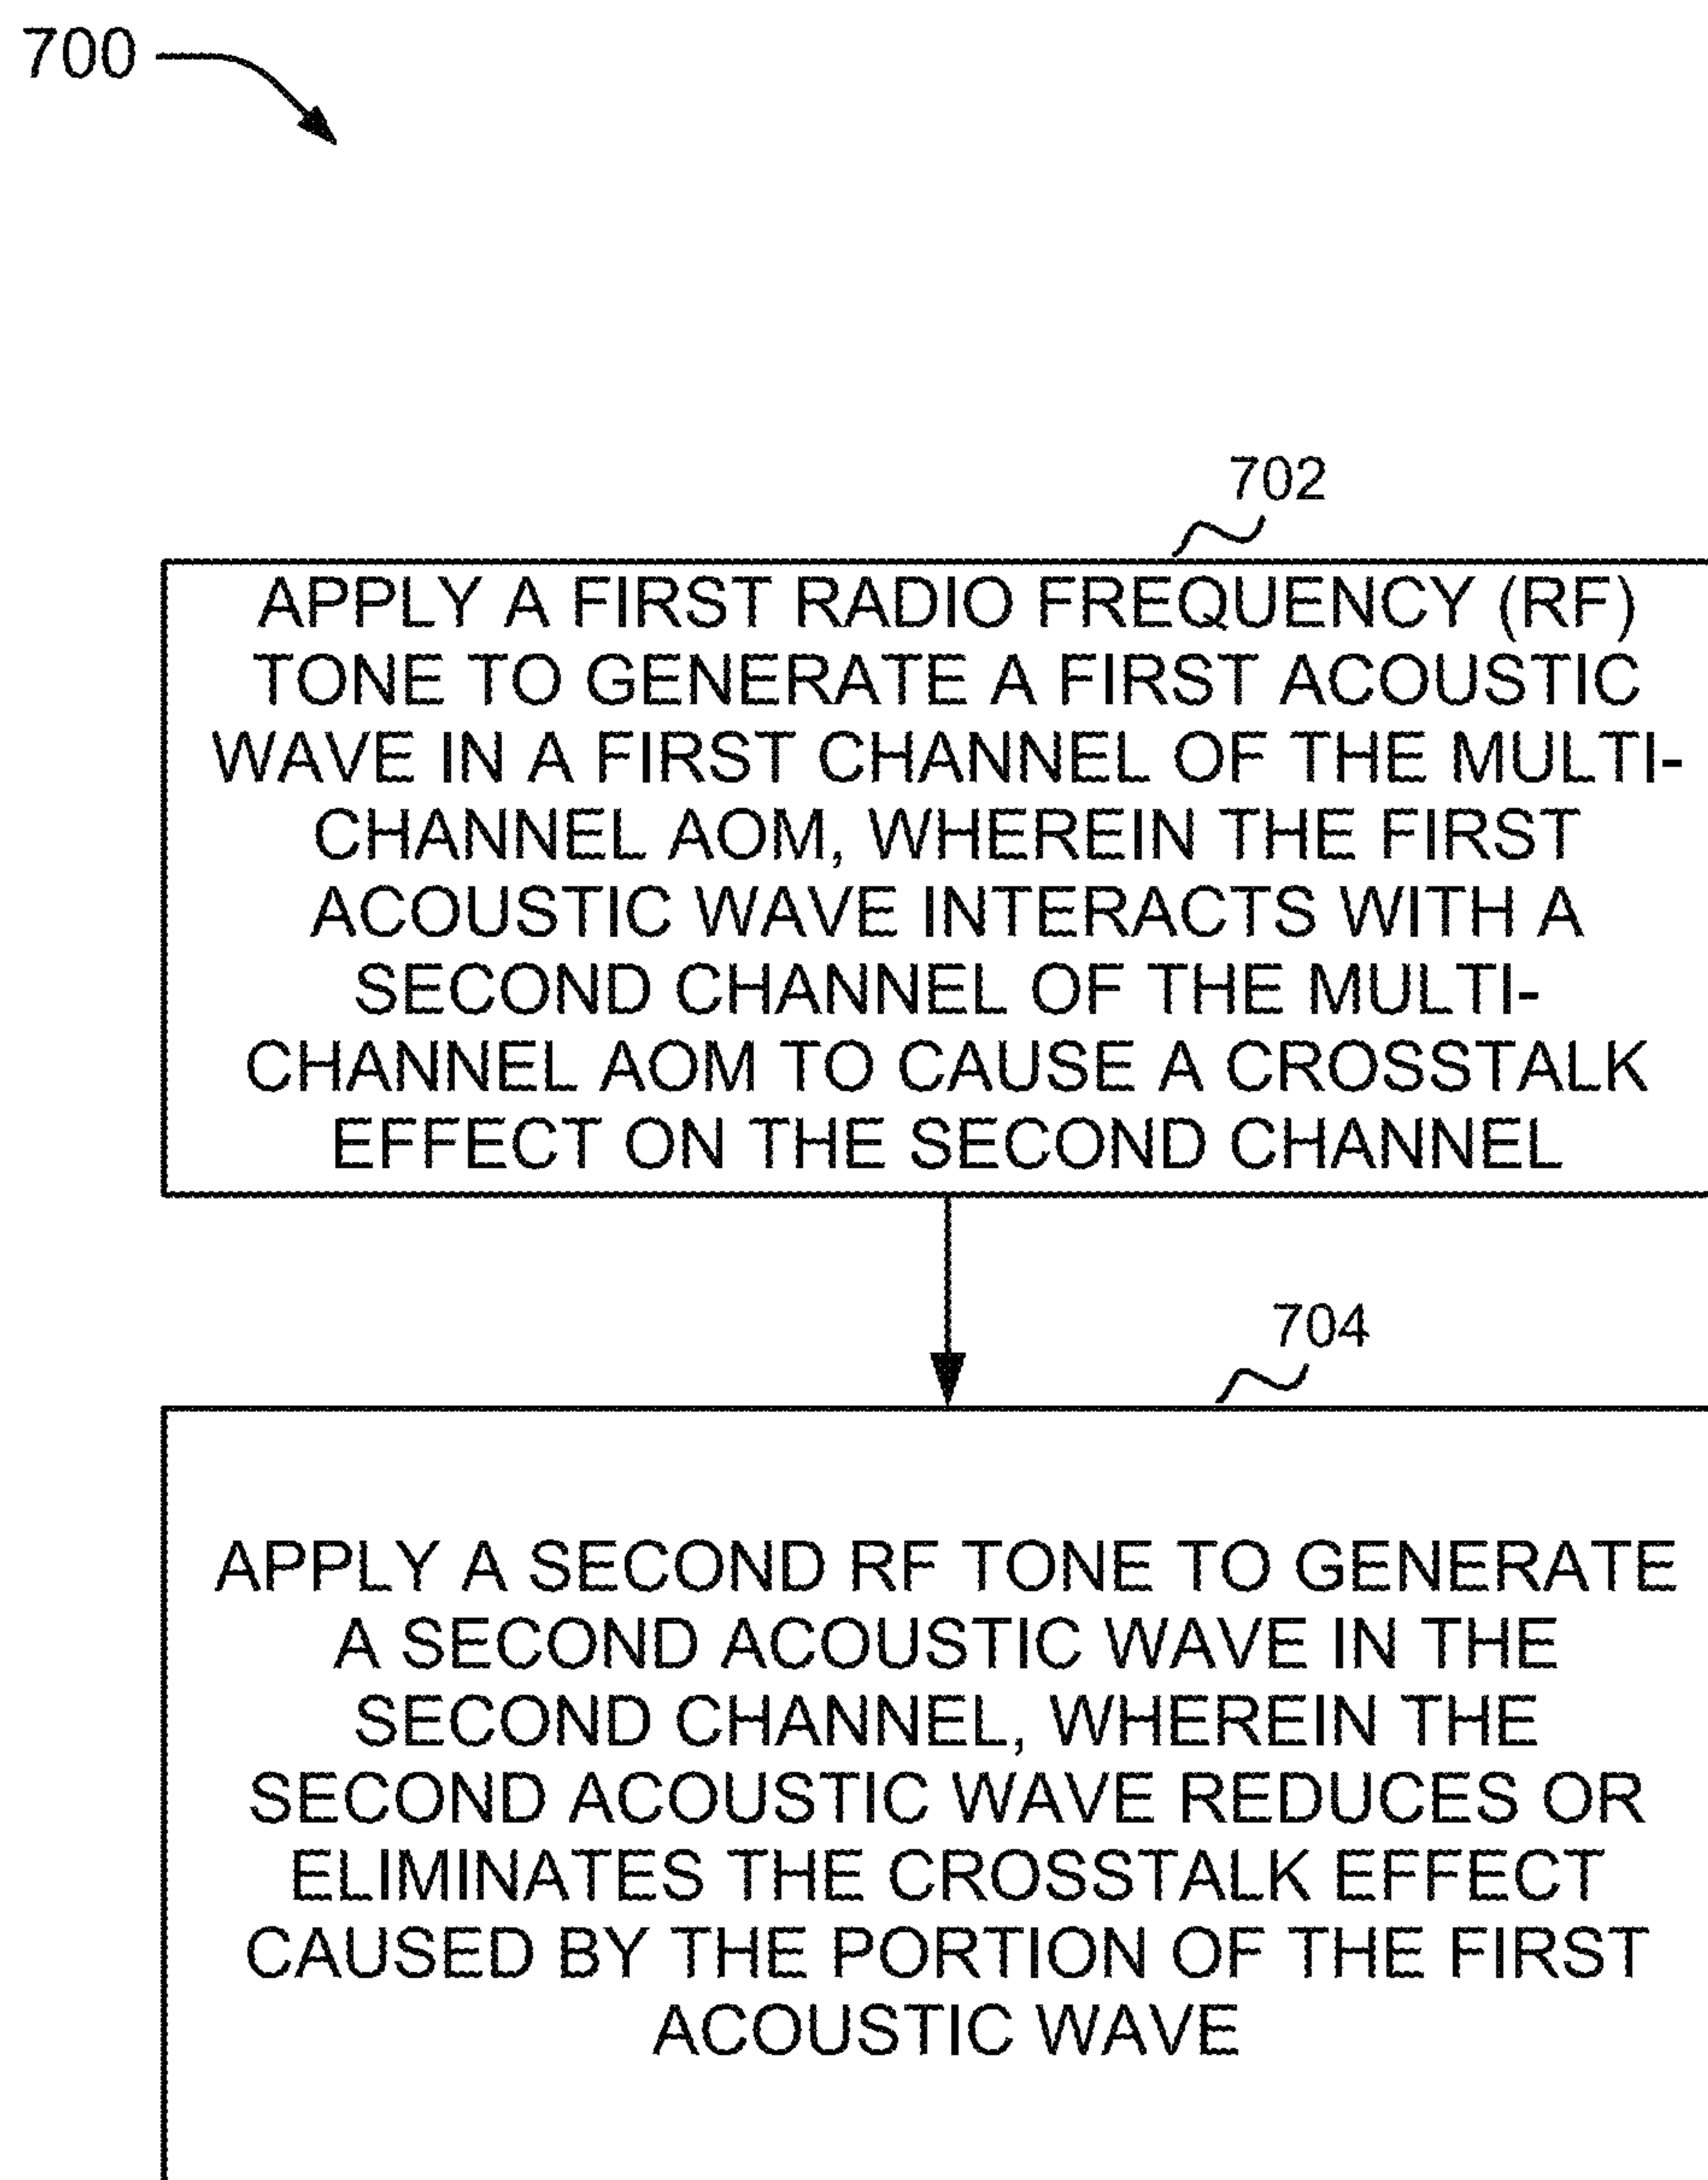 700
702
APPLY A FIRST RADIO FREQUENCY (RF)
TONE TO GENERATE A FIRST ACOUSTIC
WAVE IN A FIRST CHANNEL OF THE MULTI-
CHANNEL AOM, WHEREIN THE FIRST
ACOUSTIC WAVE INTERACTS WITH A
SECOND CHANNEL OF THE MULTI-
CHANNEL AOM TO CAUSE A CROSSTALK
EFFECT ON THE SECOND CHANNEL
704
APPLY A SECOND RF TONE TO GENERATE
A SECOND ACOUSTIC WAVE IN THE
SECOND CHANNEL, WHEREIN THE
SECOND ACOUSTIC WAVE REDUCES OR
ELIMINATES THE CROSSTALK EFFECT
CAUSED BY THE PORTION OF THE FIRST
ACOUSTIC WAVE